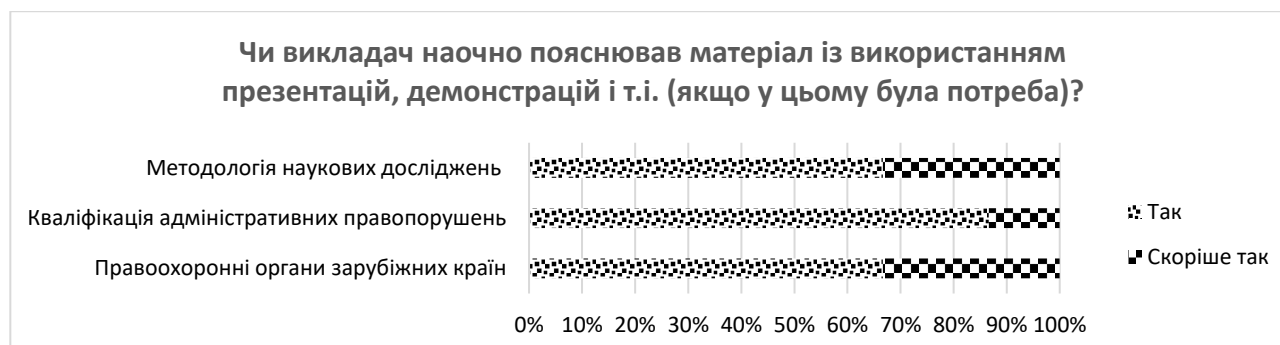 Чи викладач наочно пояснював матеріал із використанням
презентацій, демонстрацій і т.і. (якщо у цьому була потреба)?
Методологія наукових досліджень
Кваліфікація адміністративних правопорушень
Правоохоронні органи зарубіжних країн
Так
Скоріше так
0% 10% 20% 30% 40% 50% 60% 70% 80% 90% 100%